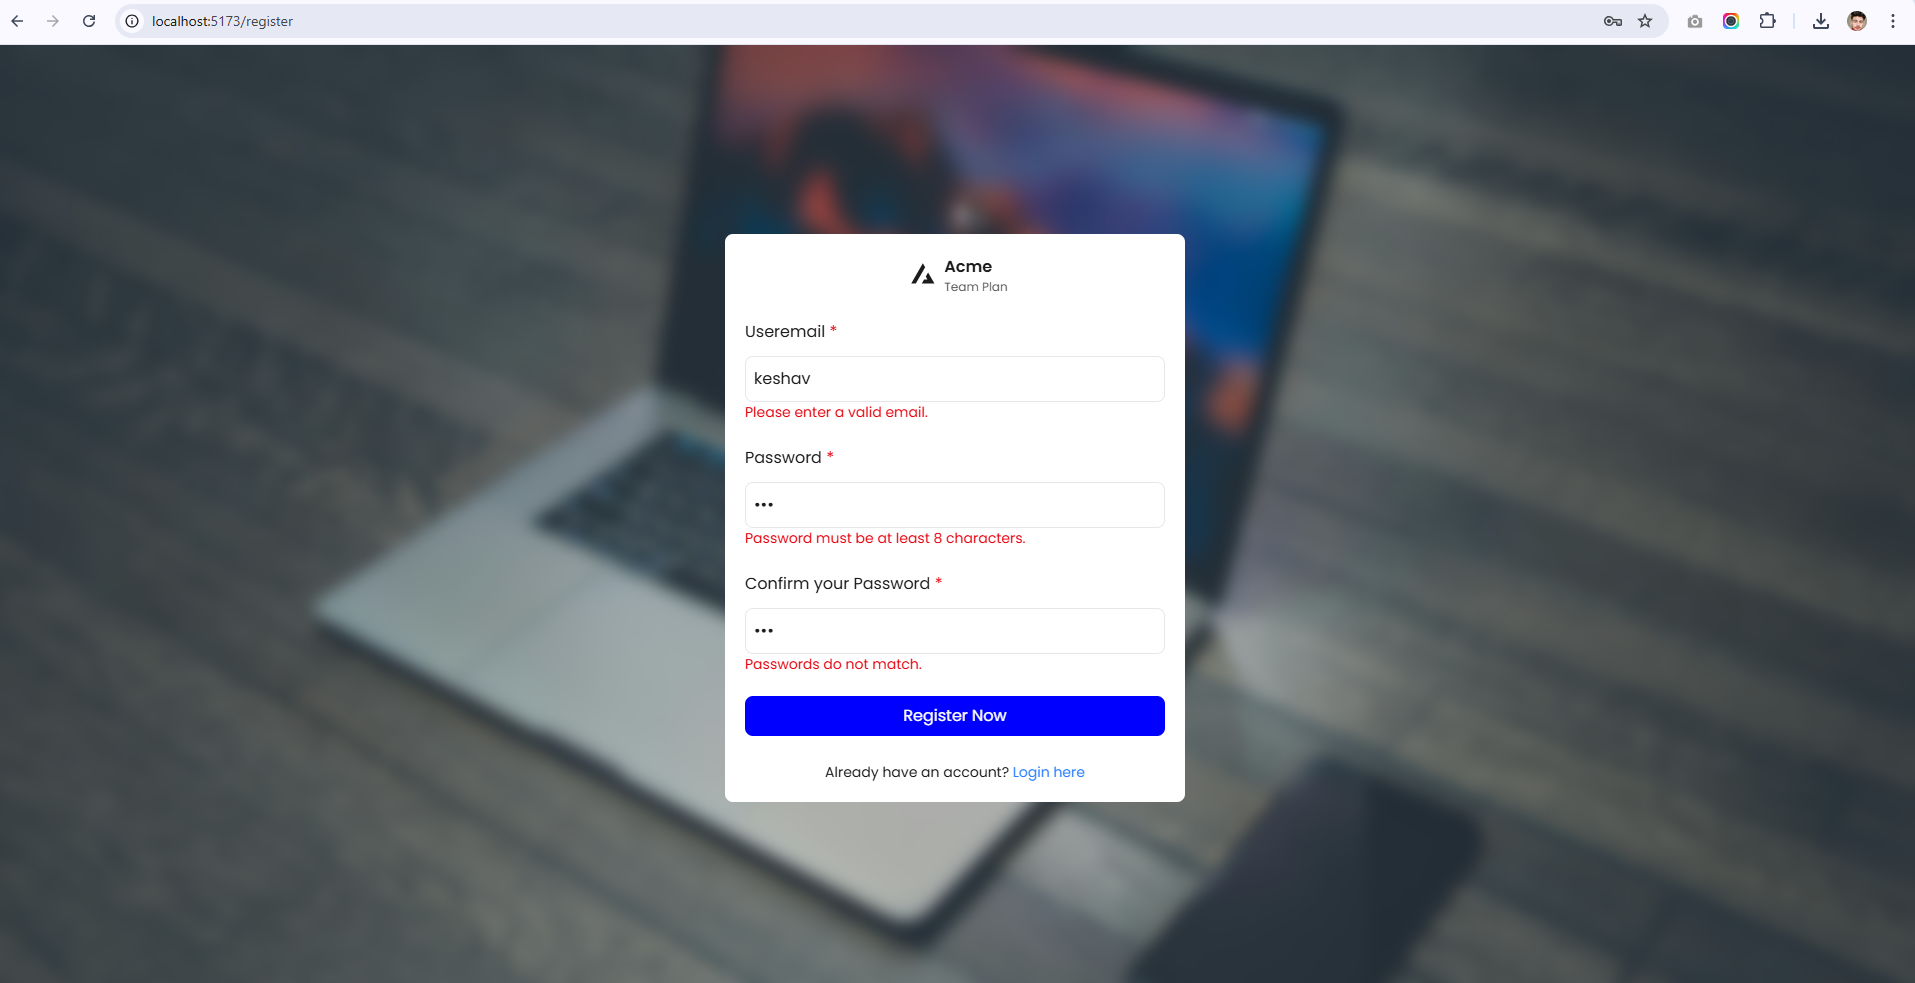 localhost:5173/register
Acme
Team Plan
Useremail *
keshav
Please enter a valid email.
Password *
•••
Password must be at least 8 characters.
Confirm your Password *
•••
Passwords do not match.
Register Now
Already have an account? Login here